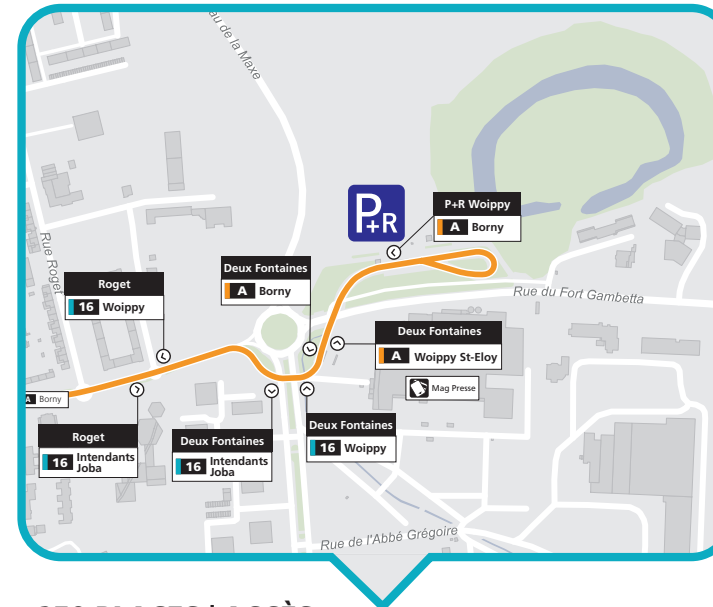 au de la Maxe
P+R
P+R Woippy
A Borny
Rue Roget
Deux Fontaines
A Borny
Roget
16 Woippy
Rue du Fort Gambetta
Deux Fontaines
A Woippy St-Eloy
Mag Presse
A Borny
Roget
16 Intendants
Joba
Deux Fontaines
16 Intendants
Joba
Deux Fontaines
16 Woippy
Rue de l'Abbé Grégoire